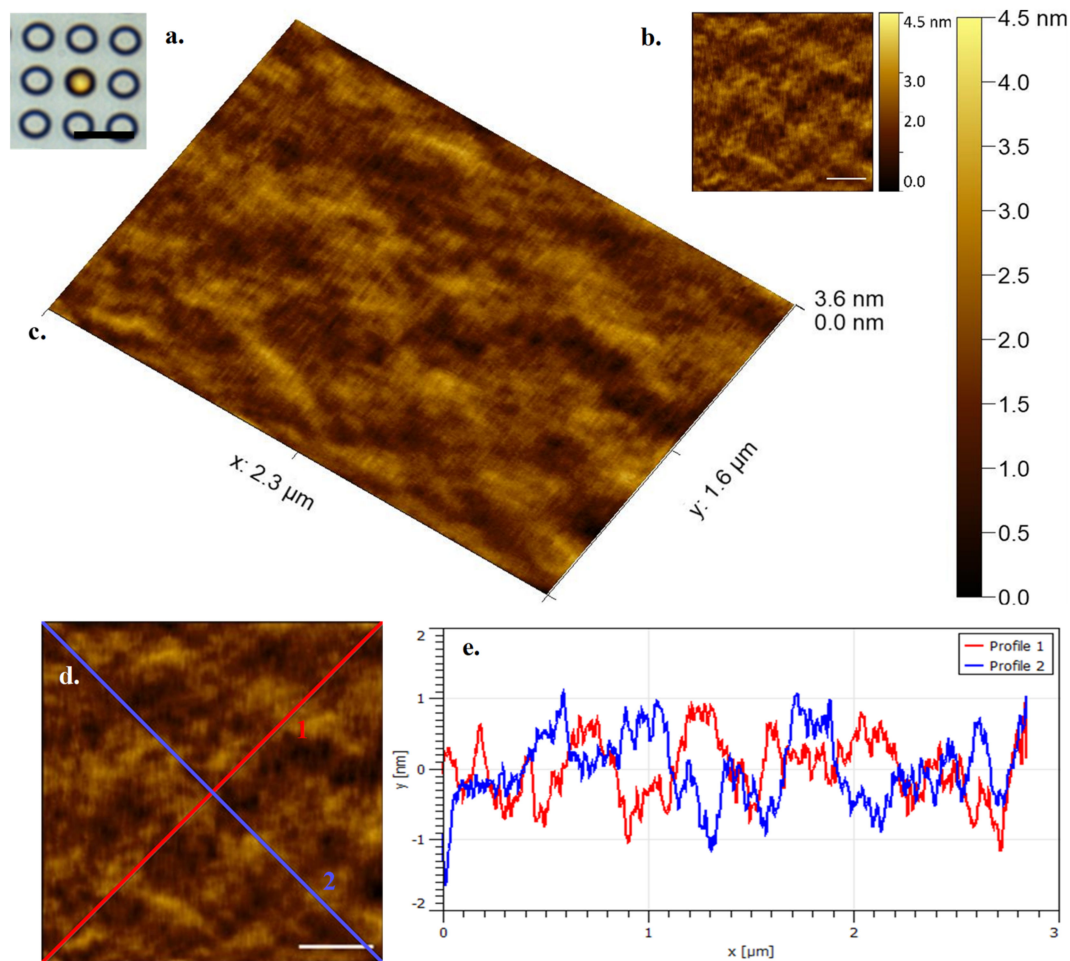 a.
b.
4.5 nm
3.0
2.0
0.0
4.5 nm
4.0
3.5
3.0
2.5
2.0
1.5
1.0
0.5
0.0
3.6 nm
0.0 nm
c.
x: 2.3 µm
y: 1.6 µm
d.
1
2
e.
Profile 1
Profile 2
2
1
0
-1
-2
y [nm]
0
1
2
3
x [µm]